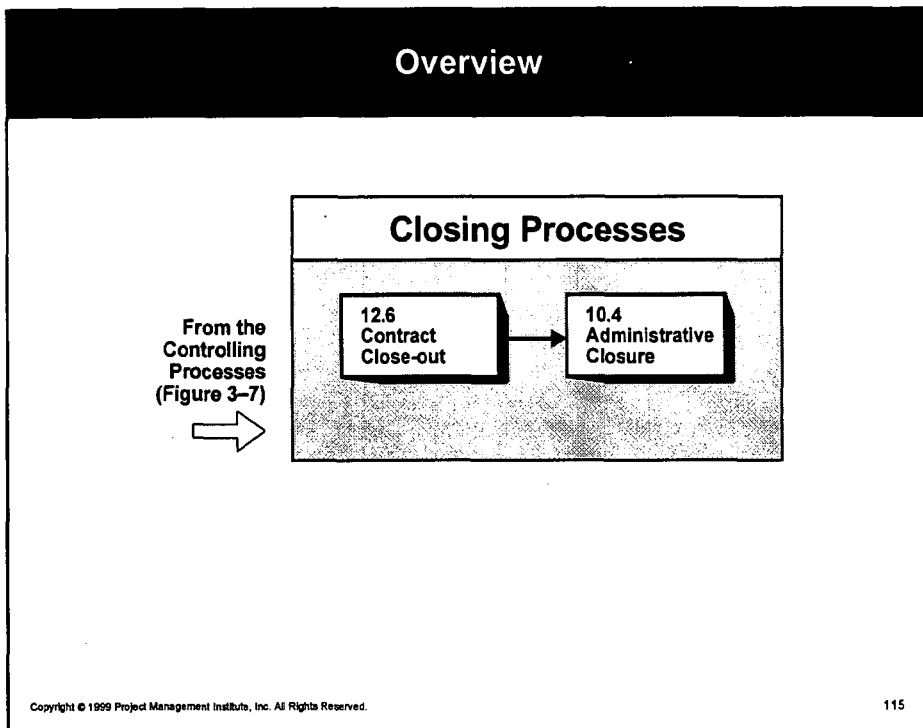 Overview
Closing Processes
From the
Controlling
Processes
(Figure 3–7)
12.6
Contract
Close-out
10.4
Administrative
Closure
Copyright © 1999 Project Management Institute, Inc. All Rights Reserved.
115